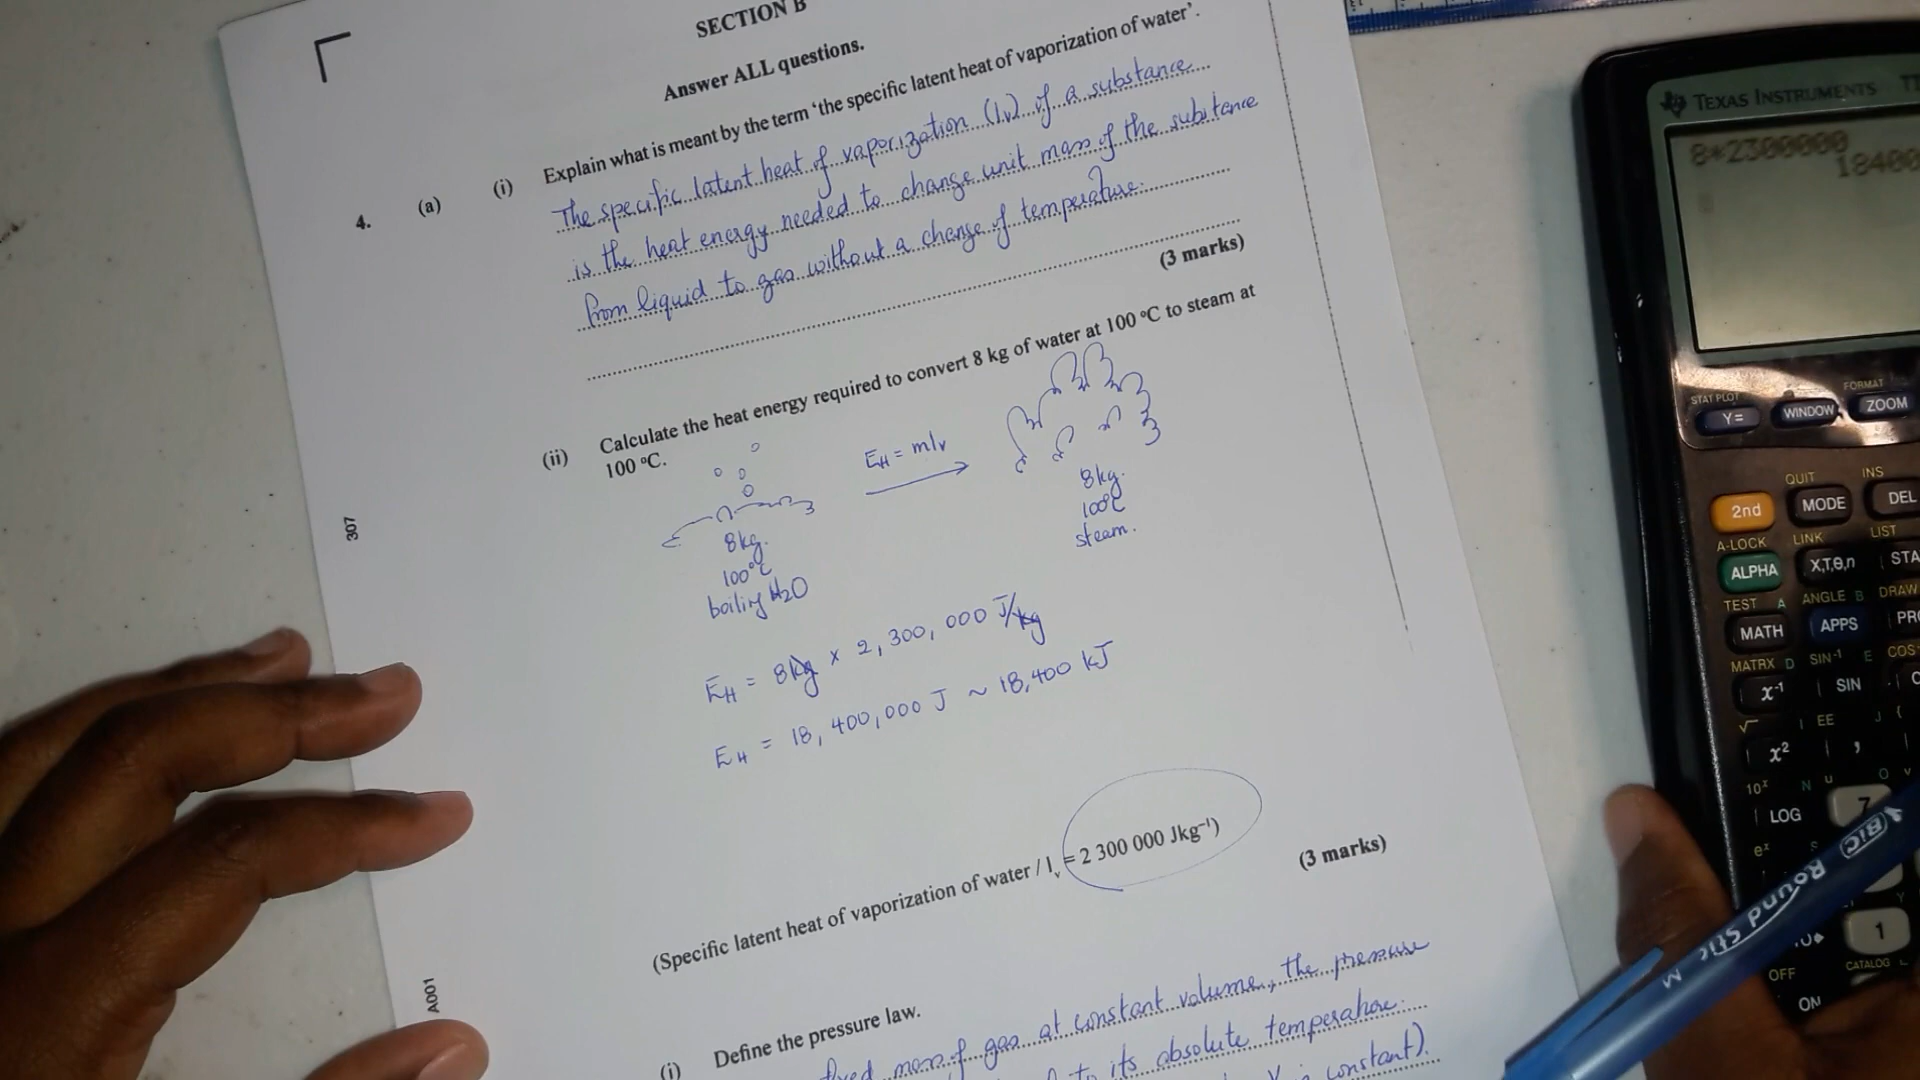 SECTION B
Answer ALL questions.
4. (a) (i) Explain what is meant by the term 'the specific latent heat of vaporization of water'.
The specific latent heat of vaporization (lv) of a substance
is the heat energy needed to change unit mass of the substance
from liquid to gas without a change of temperature.
(3 marks)
(ii) Calculate the heat energy required to convert 8 kg of water at 100 °C to steam at
100 °C.
EH = mlv
8kg.
100°C
boiling H2O
8kg.
100°C
steam.
EH = 8kg × 2,300,000 J/kg
EH = 18,400,000 J ~ 18,400 kJ
(Specific latent heat of vaporization of water / lv = 2 300 000 Jkg⁻¹)
(3 marks)
(i) Define the pressure law.
fixed mass of gas at constant volume, the pressure
to its absolute temperature.
constant).
307
A001
TEXAS INSTRUMENTS
8*2300000
18400
STAT PLOT
FORMAT
Y= WINDOW ZOOM
QUIT INS
2nd MODE DEL
A-LOCK LINK LIST
ALPHA X,T,θ,n STA
TEST A ANGLE B DRAW
MATH APPS PR
MATRX D SIN⁻¹ E COS
x⁻¹ SIN
√ I EE J {
x² ,
10ˣ N u O v
LOG 7
eˣ S
1
OFF CATALOG
ON
BIC Round Stic M